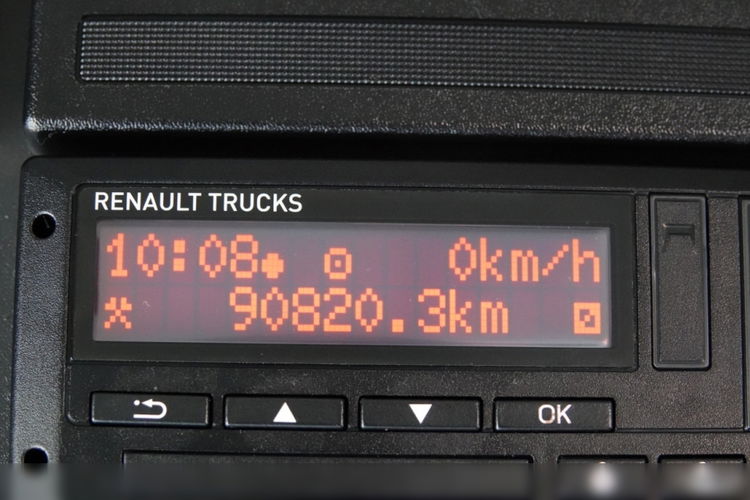 RENAULT TRUCKS
10:08 0km/h
90820.3km
OK